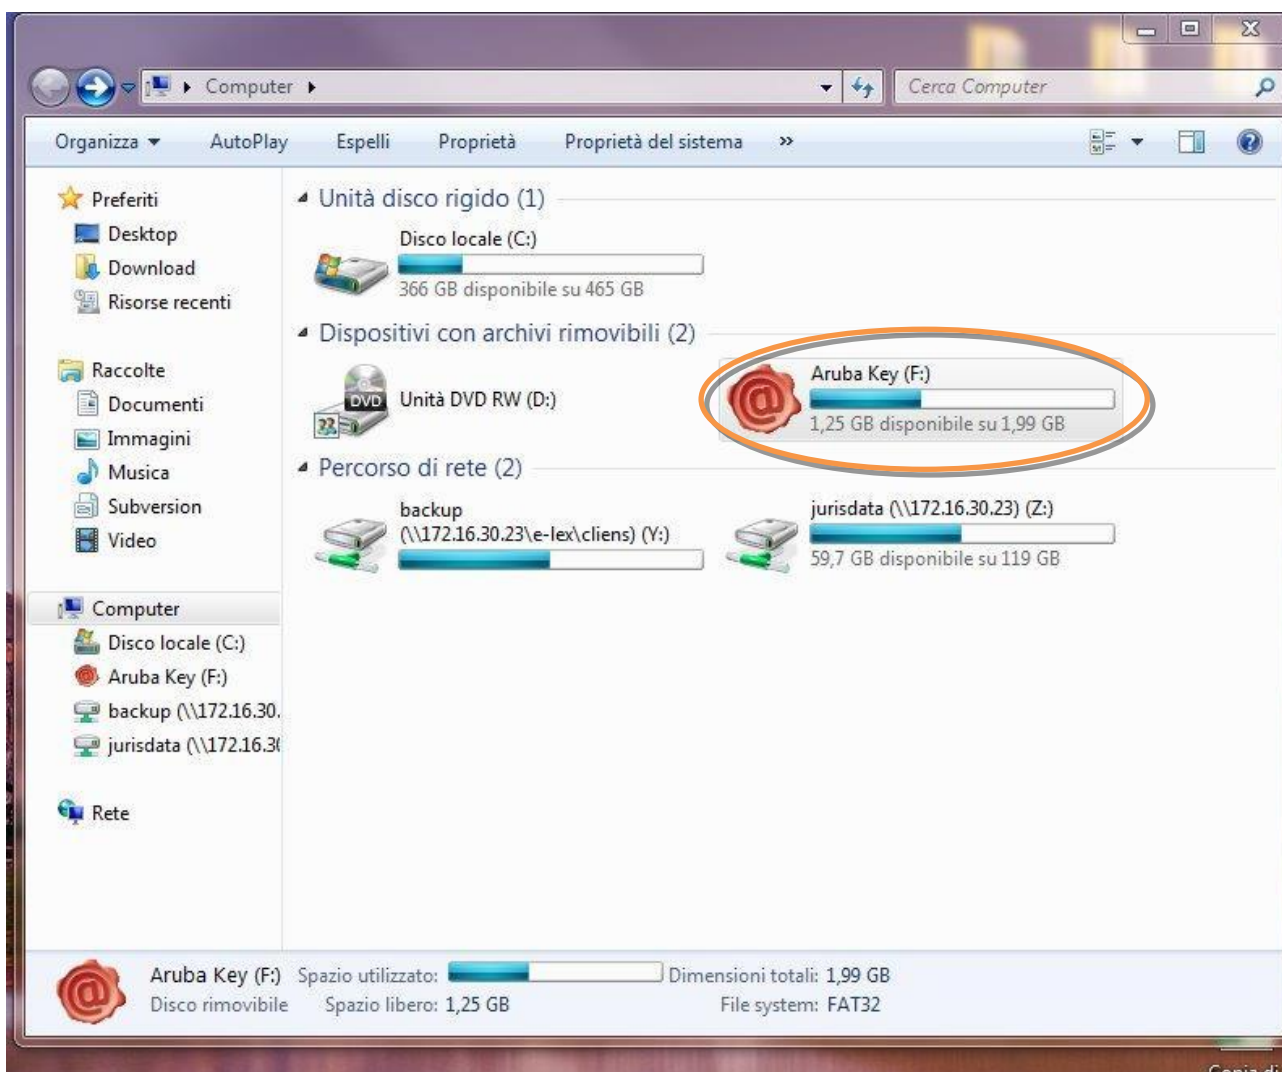 Computer
Cerca Computer
Organizza
AutoPlay
Espelli
Proprietà
Proprietà del sistema
»
Preferiti
Desktop
Download
Risorse recenti
Raccolte
Documenti
Immagini
Musica
Subversion
Video
Computer
Disco locale (C:)
Aruba Key (F:)
backup (\\172.16.30.
jurisdata (\\172.16.30
Rete
Unità disco rigido (1)
Disco locale (C:)
366 GB disponibile su 465 GB
Dispositivi con archivi rimovibili (2)
DVD
Unità DVD RW (D:)
@
Aruba Key (F:)
1,25 GB disponibile su 1,99 GB
Percorso di rete (2)
backup
(\\172.16.30.23\e-lex\cliens) (Y:)
jurisdata (\\172.16.30.23) (Z:)
59,7 GB disponibile su 119 GB
@
Aruba Key (F:) Spazio utilizzato: Dimensioni totali: 1,99 GB
Disco rimovibile Spazio libero: 1,25 GB File system: FAT32